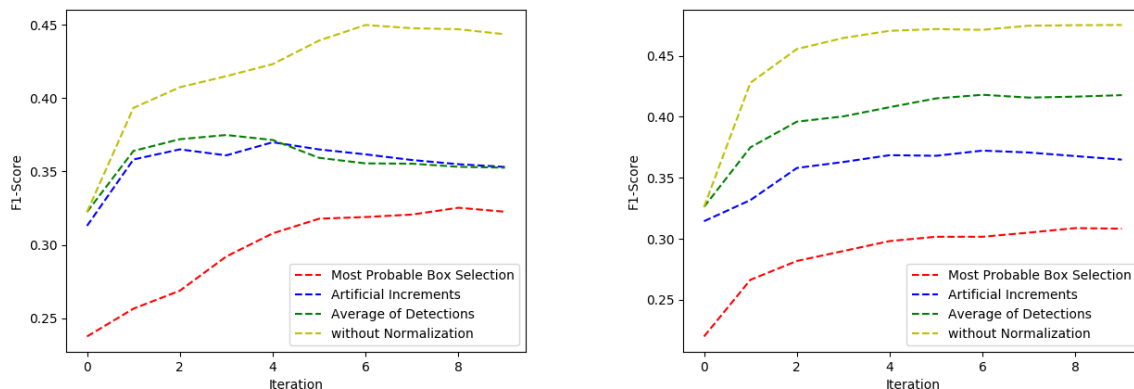 0.45
0.40
0.35
0.30
0.25
F1-Score
0 2 4 6 8
Iteration
Most Probable Box Selection
Artificial Increments
Average of Detections
without Normalization
0.45
0.40
0.35
0.30
0.25
F1-Score
0 2 4 6 8
Iteration
Most Probable Box Selection
Artificial Increments
Average of Detections
without Normalization